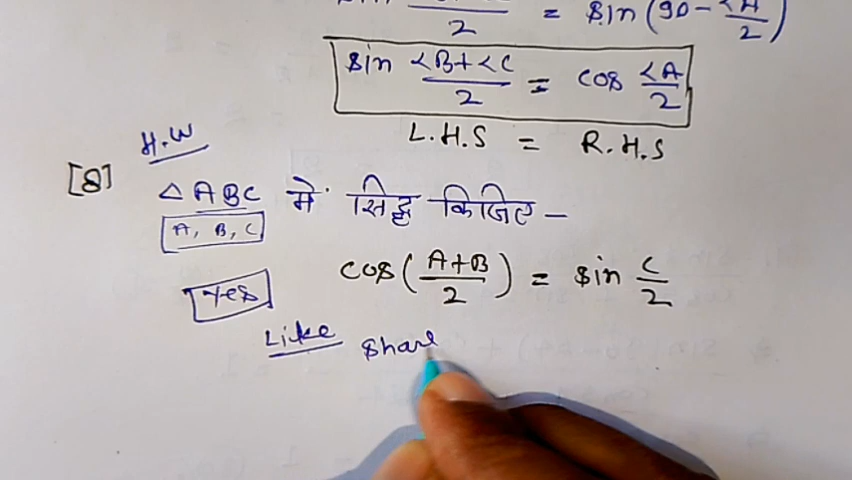 2 = sin(90 - <A/2)
sin <B+<C/2 = cos <A/2
L.H.S = R.H.S
H.W
[8] △ ABC में सिद्ध किजिए -
A, B, C
cos(A+B/2) = sin C/2
Yes
Like Share